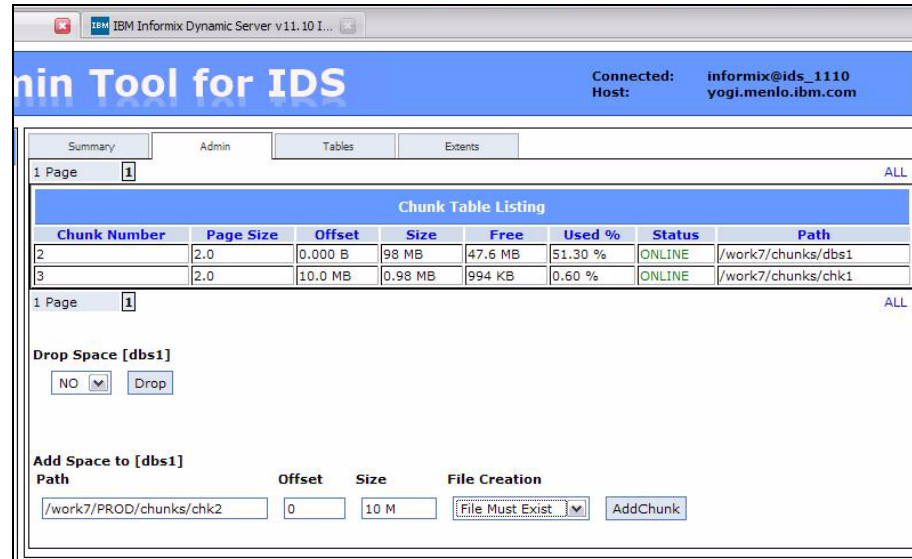 IBM IBM Informix Dynamic Server v11.10 I...
min Tool for IDS
Connected: informix@ids_1110
Host: yogi.menlo.ibm.com
Summary Admin Tables Extents
1 Page 1 ALL
Chunk Table Listing
Chunk Number Page Size Offset Size Free Used % Status Path
2 2.0 0.000 B 98 MB 47.6 MB 51.30 % ONLINE /work7/chunks/dbs1
3 2.0 10.0 MB 0.98 MB 994 KB 0.60 % ONLINE /work7/chunks/chk1
1 Page 1 ALL
Drop Space [dbs1]
NO Drop
Add Space to [dbs1]
Path Offset Size File Creation
/work7/PROD/chunks/chk2 0 10 M File Must Exist AddChunk